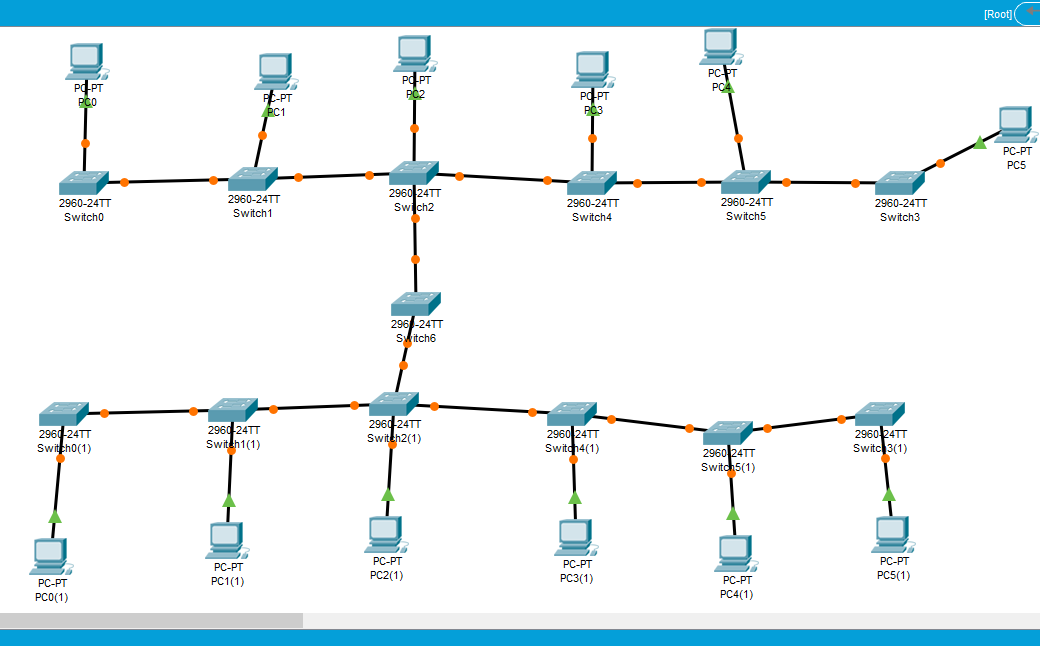 [Root]
PC-PT
PC0
PC-PT
PC1
PC-PT
PC2
PC-PT
PC3
PC-PT
PC4
PC-PT
PC5
2960-24TT
Switch0
2960-24TT
Switch1
2960-24TT
Switch2
2960-24TT
Switch4
2960-24TT
Switch5
2960-24TT
Switch3
2960-24TT
Switch6
2960-24TT
Switch0(1)
2960-24TT
Switch1(1)
2960-24TT
Switch2(1)
2960-24TT
Switch4(1)
2960-24TT
Switch5(1)
2960-24TT
Switch3(1)
PC-PT
PC0(1)
PC-PT
PC1(1)
PC-PT
PC2(1)
PC-PT
PC3(1)
PC-PT
PC4(1)
PC-PT
PC5(1)